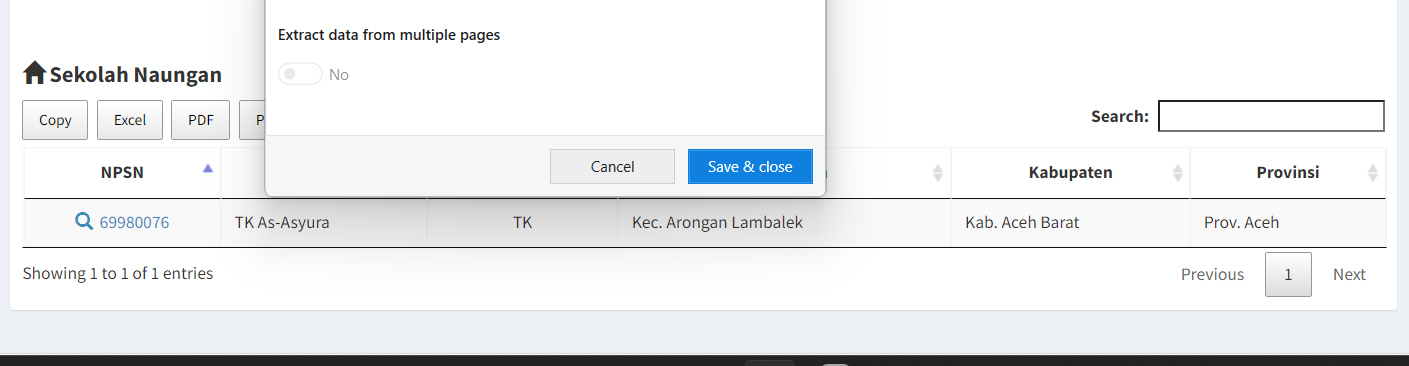 Extract data from multiple pages
No
Sekolah Naungan
Copy Excel PDF P
Search:
Cancel Save & close
NPSN Kabupaten Provinsi
69980076 TK As-Asyura TK Kec. Arongan Lambalek Kab. Aceh Barat Prov. Aceh
Showing 1 to 1 of 1 entries
Previous 1 Next